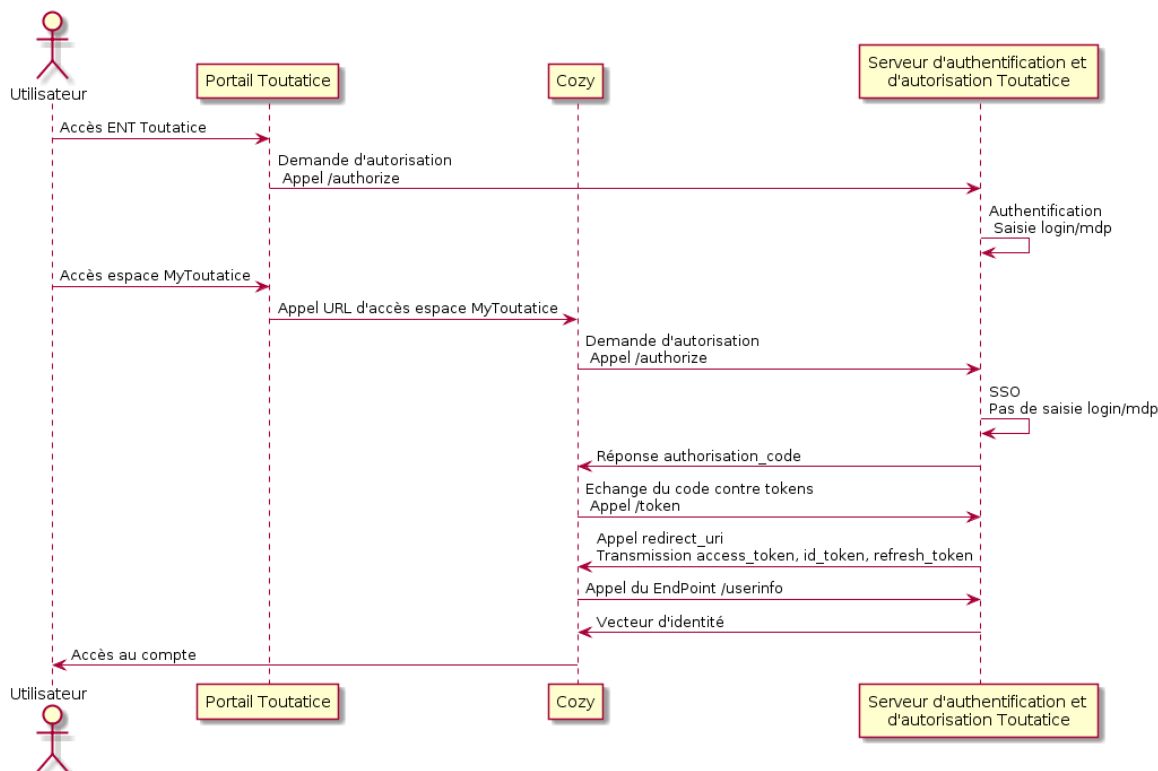 Utilisateur
Portail Toutatice
Cozy
Serveur d'authentification et
d'autorisation Toutatice
Accès ENT Toutatice
Demande d'autorisation
Appel /authorize
Authentification
Saisie login/mdp
Accès espace MyToutatice
Appel URL d'accès espace MyToutatice
Demande d'autorisation
Appel /authorize
SSO
Pas de saisie login/mdp
Réponse authorisation_code
Echange du code contre tokens
Appel /token
Appel redirect_uri
Transmission access_token, id_token, refresh_token
Appel du EndPoint /userinfo
Vecteur d'identité
Accès au compte
Utilisateur
Portail Toutatice
Cozy
Serveur d'authentification et
d'autorisation Toutatice